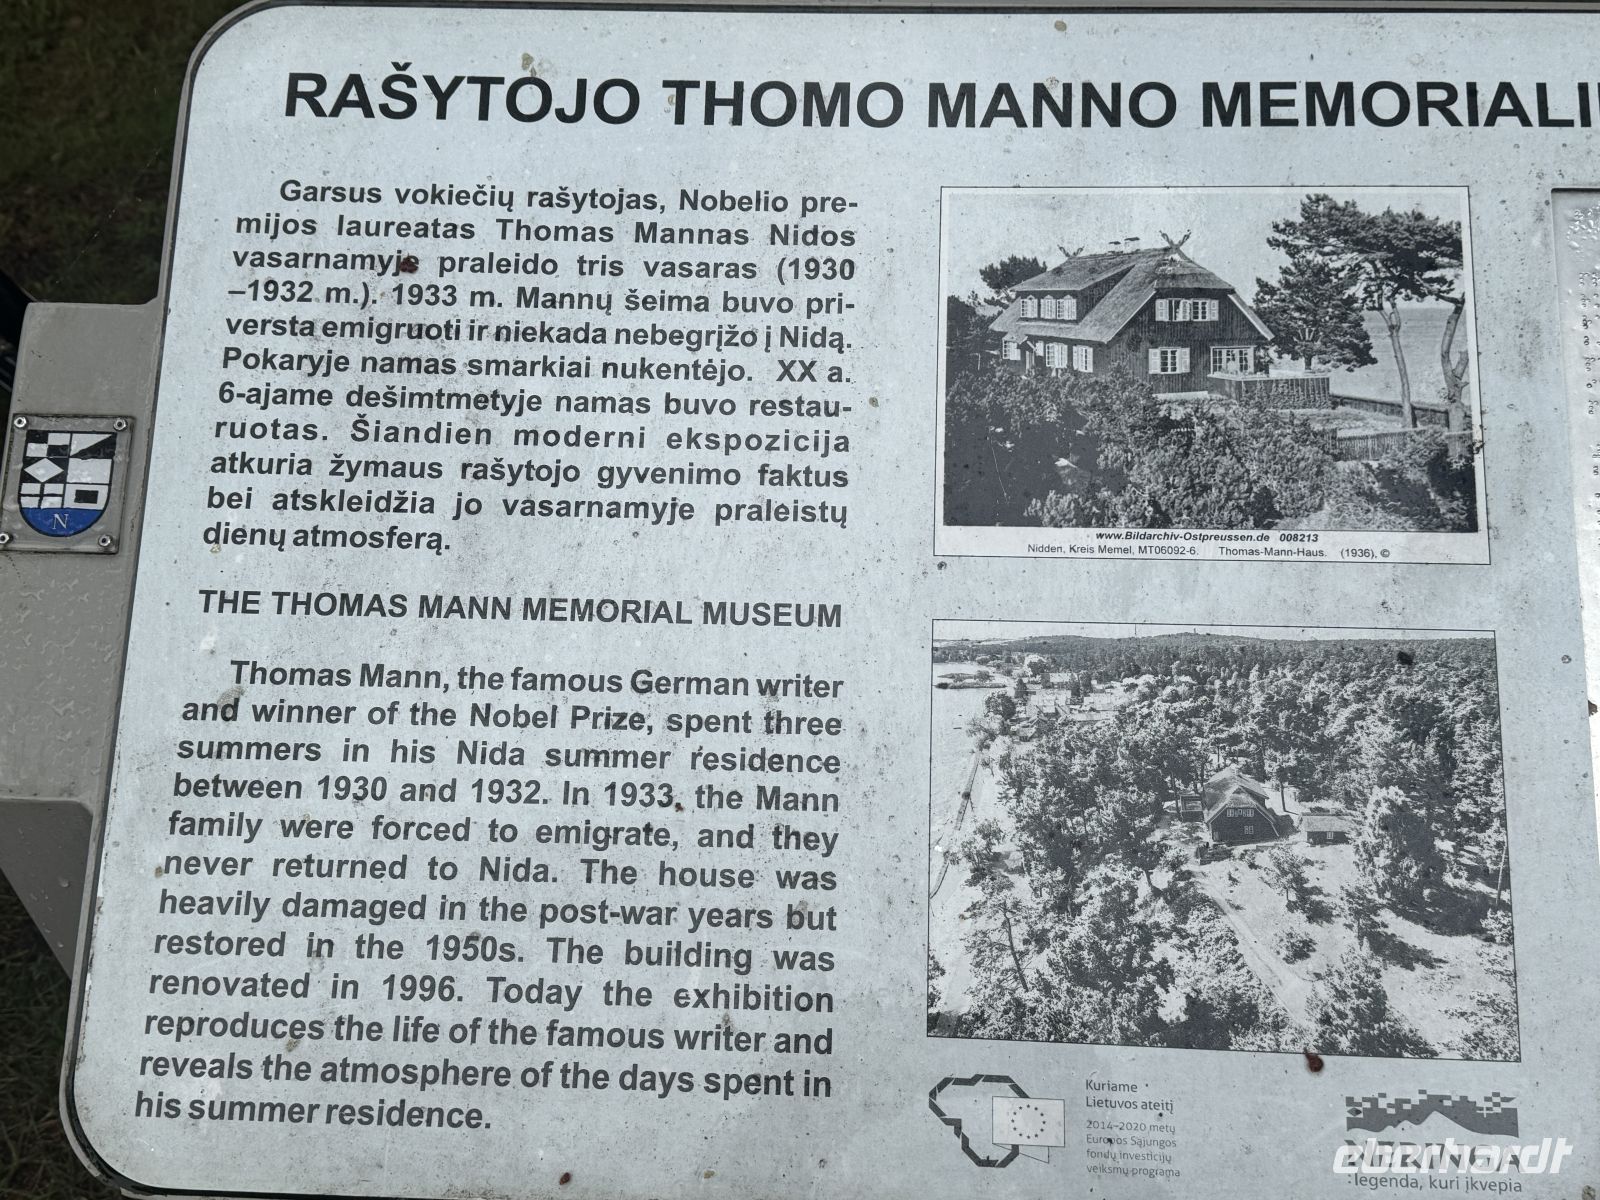 RAŠYTOJO THOMO MANNO MEMORIALI
Garsus vokiečių rašytojas, Nobelio pre-
mijos laureatas Thomas Mannas Nidos
vasarnamyje praleido tris vasaras (1930
–1932 m.). 1933 m. Mannų šeima buvo pri-
versta emigruoti ir niekada nebegrįžo į Nidą.
Pokaryje namas smarkiai nukentėjo. XX a.
6-ajame dešimtmetyje namas buvo restau-
ruotas. Šiandien moderni ekspozicija
atkuria žymaus rašytojo gyvenimo faktus
bei atskleidžia jo vasarnamyje praleistų
dienų atmosferą.
THE THOMAS MANN MEMORIAL MUSEUM
Thomas Mann, the famous German writer
and winner of the Nobel Prize, spent three
summers in his Nida summer residence
between 1930 and 1932. In 1933, the Mann
family were forced to emigrate, and they
never returned to Nida. The house was
heavily damaged in the post-war years but
restored in the 1950s. The building was
renovated in 1996. Today the exhibition
reproduces the life of the famous writer and
reveals the atmosphere of the days spent in
his summer residence.
www.Bildarchiv-Ostpreussen.de 008213
Nidden, Kreis Memel, MT06092-6. Thomas-Mann-Haus. (1936), ©
N
Kuriame
Lietuvos ateitį
2014–2020 metų
Europos Sąjungos
fondų investicijų
veiksmų programa
NERINGA
legenda, kuri įkvepia
eberhardt